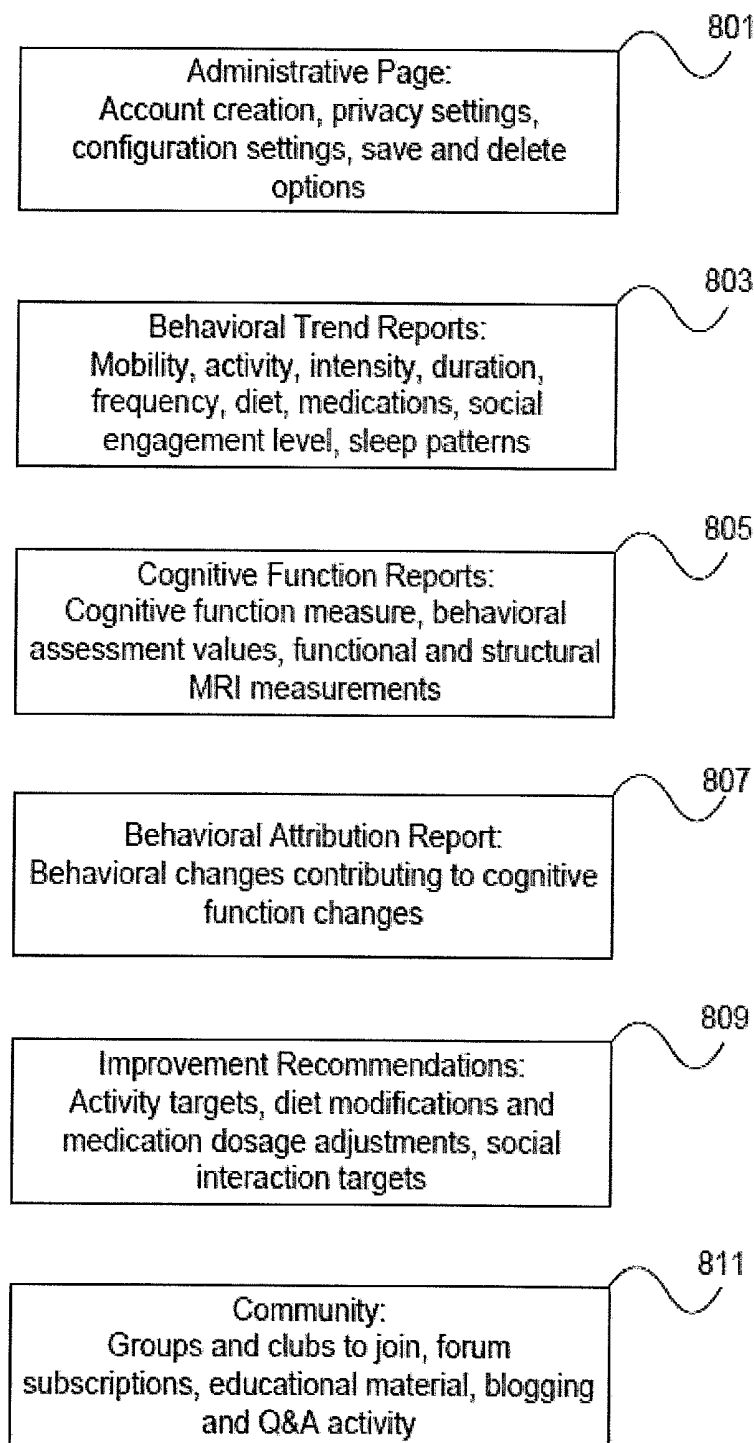 801
Administrative Page:
Account creation, privacy settings,
configuration settings, save and delete
options
803
Behavioral Trend Reports:
Mobility, activity, intensity, duration,
frequency, diet, medications, social
engagement level, sleep patterns
805
Cognitive Function Reports:
Cognitive function measure, behavioral
assessment values, functional and structural
MRI measurements
807
Behavioral Attribution Report:
Behavioral changes contributing to cognitive
function changes
809
Improvement Recommendations:
Activity targets, diet modifications and
medication dosage adjustments, social
interaction targets
811
Community:
Groups and clubs to join, forum
subscriptions, educational material, blogging
and Q&A activity